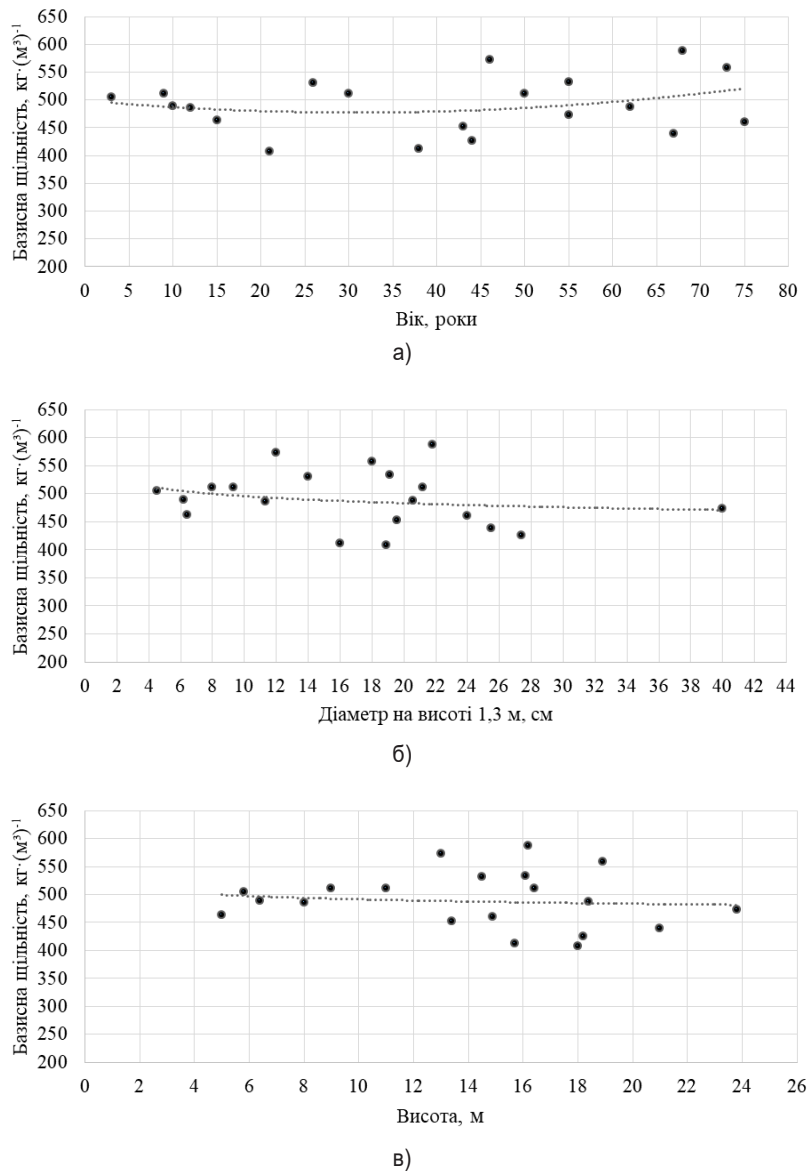 Базисна щільність, кг·(м³)⁻¹
650
600
550
500
450
400
350
300
250
200
0 5 10 15 20 25 30 35 40 45 50 55 60 65 70 75 80
Вік, роки
а)
Базисна щільність, кг·(м³)⁻¹
650
600
550
500
450
400
350
300
250
200
0 2 4 6 8 10 12 14 16 18 20 22 24 26 28 30 32 34 36 38 40 42 44
Діаметр на висоті 1,3 м, см
б)
Базисна щільність, кг·(м³)⁻¹
650
600
550
500
450
400
350
300
250
200
0 2 4 6 8 10 12 14 16 18 20 22 24 26
Висота, м
в)